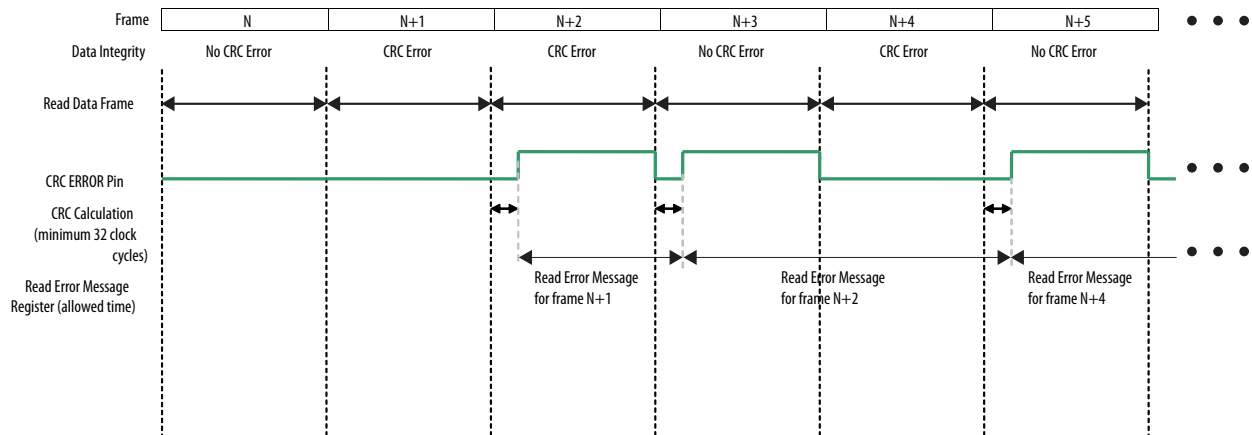 Frame N N+1 N+2 N+3 N+4 N+5
Data Integrity No CRC Error CRC Error CRC Error No CRC Error CRC Error No CRC Error
Read Data Frame
CRC ERROR Pin
CRC Calculation
(minimum 32 clock
cycles)
Read Error Message
Register (allowed time)
Read Error Message
for frame N+1
Read Error Message
for frame N+2
Read Error Message
for frame N+4